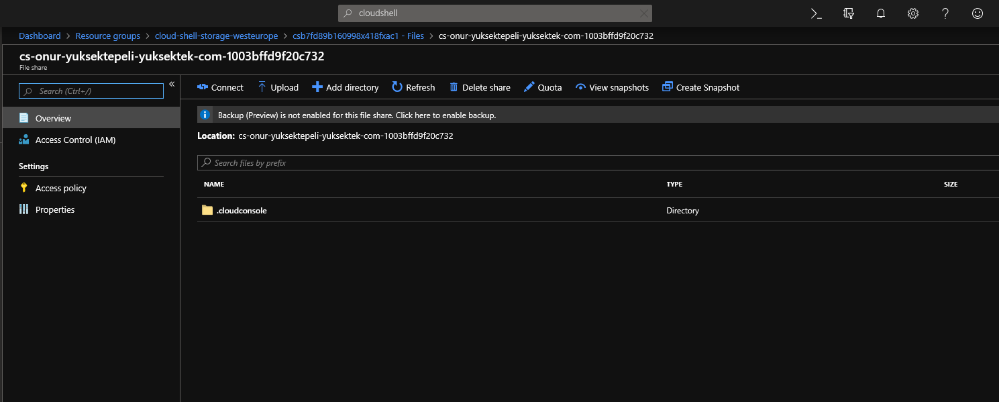 cloudshell
Dashboard > Resource groups > cloud-shell-storage-westeurope > csb7fd89b160998x418fxac1 - Files > cs-onur-yuksektepeli-yuksektek-com-1003bffd9f20c732
cs-onur-yuksektepeli-yuksektek-com-1003bffd9f20c732
File share
Search (Ctrl+/)
Overview
Access Control (IAM)
Settings
Access policy
Properties
Connect Upload Add directory Refresh Delete share Quota View snapshots Create Snapshot
Backup (Preview) is not enabled for this file share. Click here to enable backup.
Location: cs-onur-yuksektepeli-yuksektek-com-1003bffd9f20c732
Search files by prefix
NAME TYPE SIZE
.cloudconsole Directory